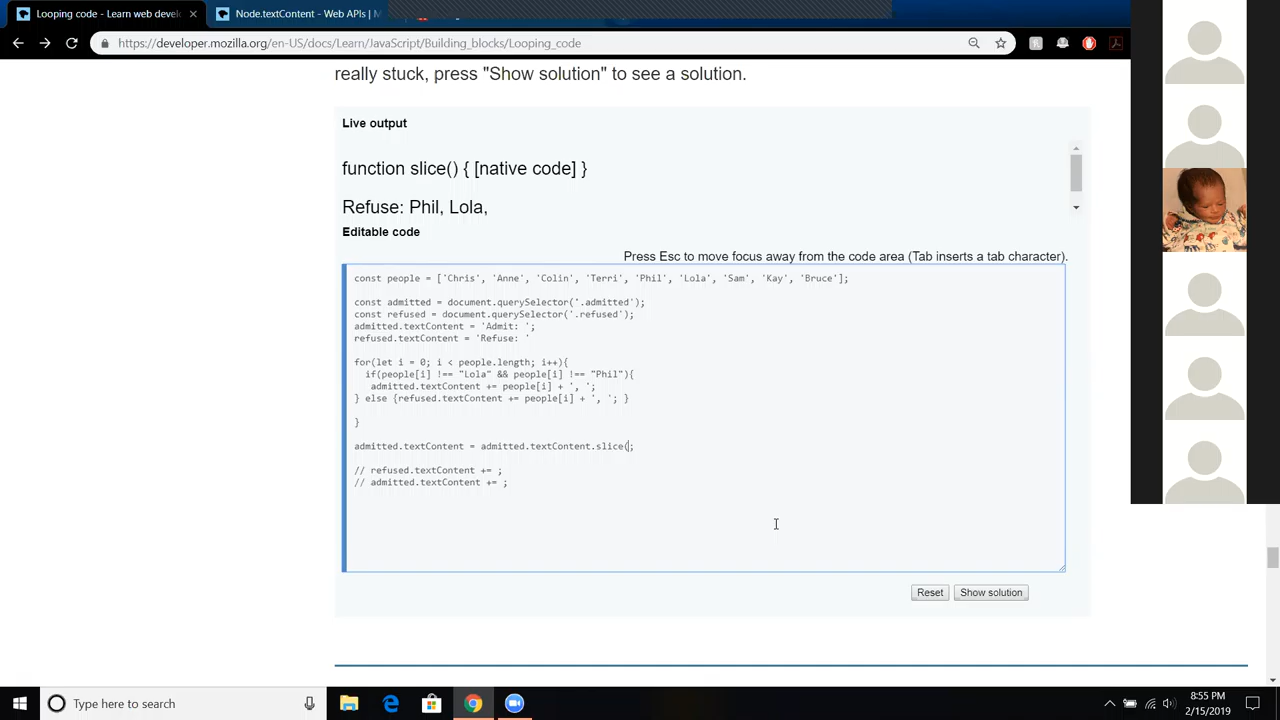 Looping code - Learn web devel
Node.textContent - Web APIs | M
https://developer.mozilla.org/en-US/docs/Learn/JavaScript/Building_blocks/Looping_code
really stuck, press "Show solution" to see a solution.
Live output
function slice() { [native code] }
Refuse: Phil, Lola,
Editable code
Press Esc to move focus away from the code area (Tab inserts a tab character).
const people = ['Chris', 'Anne', 'Colin', 'Terri', 'Phil', 'Lola', 'Sam', 'Kay', 'Bruce'];
const admitted = document.querySelector('.admitted');
const refused = document.querySelector('.refused');
admitted.textContent = 'Admit: ';
refused.textContent = 'Refuse: '
for(let i = 0; i < people.length; i++){
if(people[i] !== "Lola" && people[i] !== "Phil"){
admitted.textContent += people[i] + ', ';
} else {refused.textContent += people[i] + ', '; }
}
admitted.textContent = admitted.textContent.slice(;
// refused.textContent += ;
// admitted.textContent += ;
Reset
Show solution
Type here to search
8:55 PM
2/15/2019